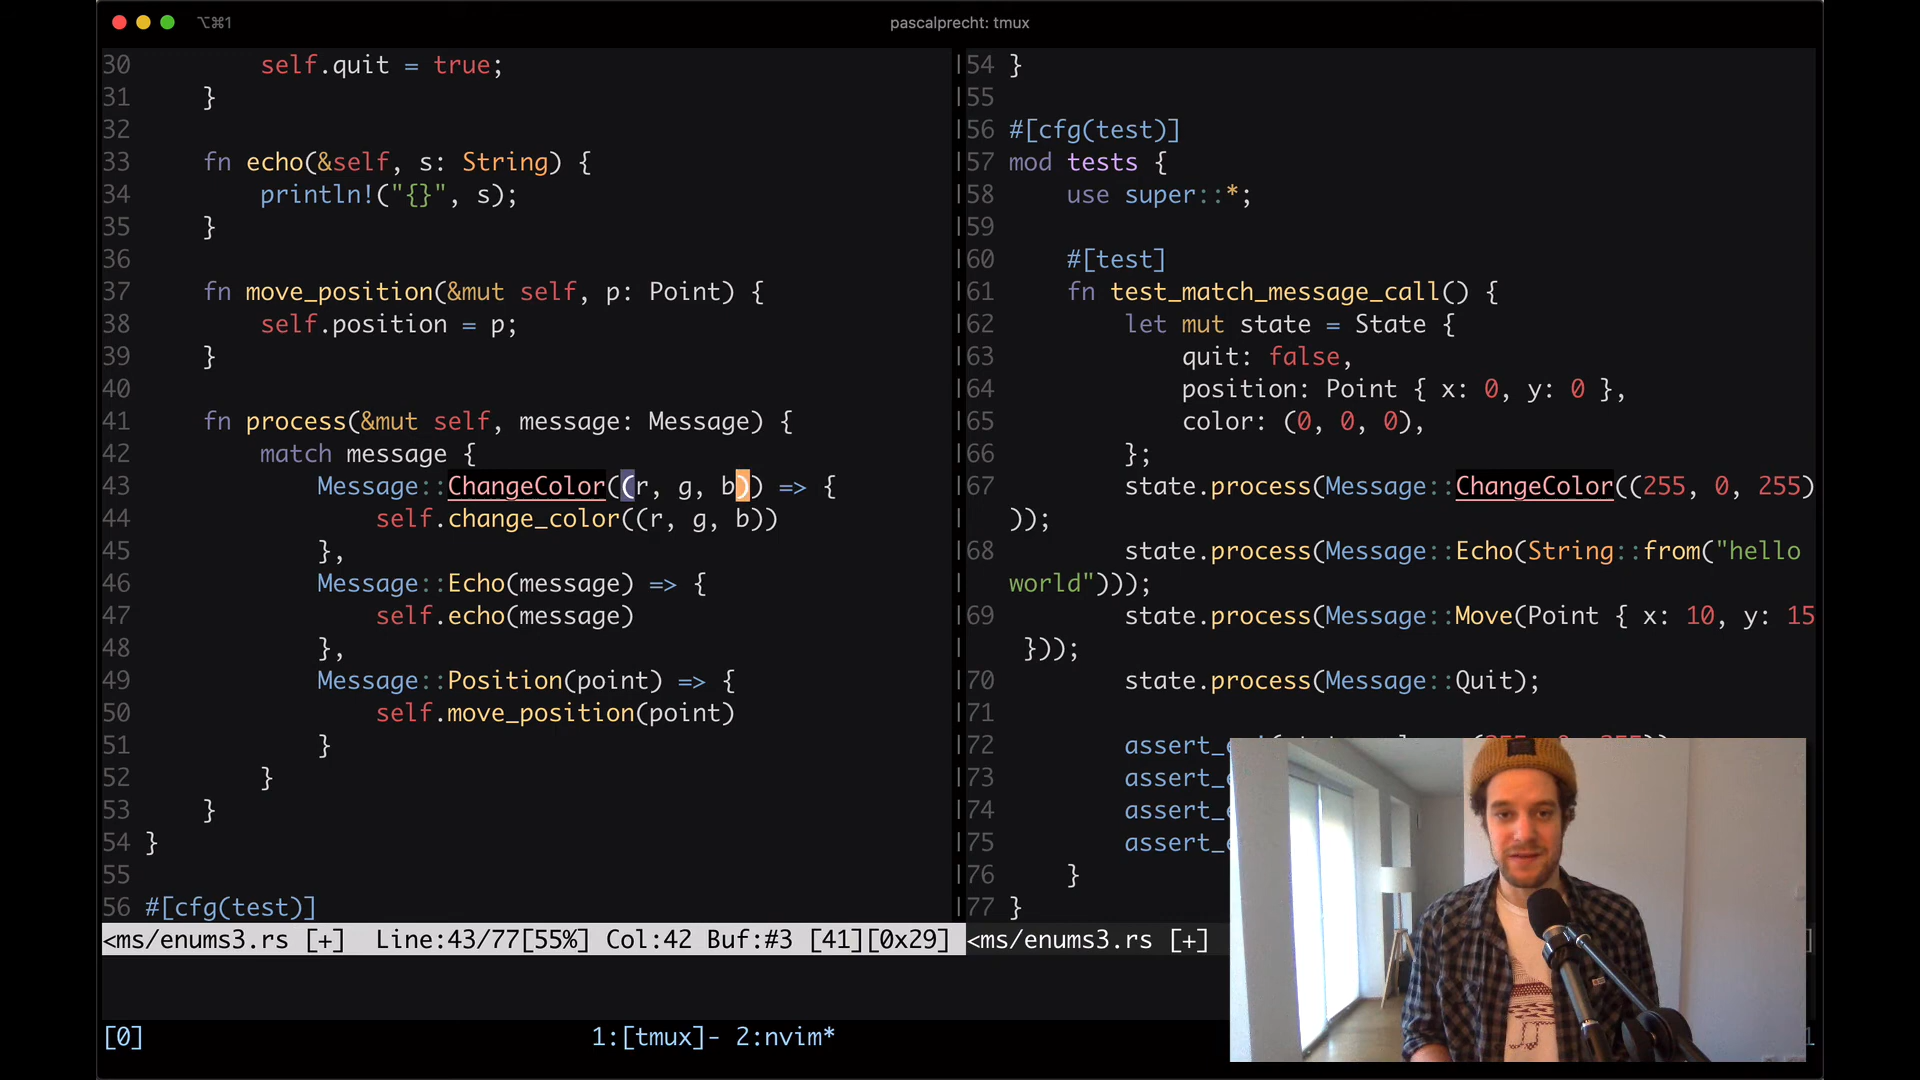 ⌥⌘1
pascalprecht: tmux
30 self.quit = true;
31 }
32
33 fn echo(&self, s: String) {
34 println!("{}", s);
35 }
36
37 fn move_position(&mut self, p: Point) {
38 self.position = p;
39 }
40
41 fn process(&mut self, message: Message) {
42 match message {
43 Message::ChangeColor((r, g, b)) => {
44 self.change_color((r, g, b))
45 },
46 Message::Echo(message) => {
47 self.echo(message)
48 },
49 Message::Position(point) => {
50 self.move_position(point)
51 }
52 }
53 }
54 }
55
56 #[cfg(test)]
<ms/enums3.rs [+] Line:43/77[55%] Col:42 Buf:#3 [41][0x29]
54 }
55
56 #[cfg(test)]
57 mod tests {
58 use super::*;
59
60 #[test]
61 fn test_match_message_call() {
62 let mut state = State {
63 quit: false,
64 position: Point { x: 0, y: 0 },
65 color: (0, 0, 0),
66 };
67 state.process(Message::ChangeColor((255, 0, 255)
));
68 state.process(Message::Echo(String::from("hello
world")));
69 state.process(Message::Move(Point { x: 10, y: 15
}));
70 state.process(Message::Quit);
71
72
73
74
75
76 }
77 }
<ms/enums3.rs [+]
[0] 1:[tmux]- 2:nvim*